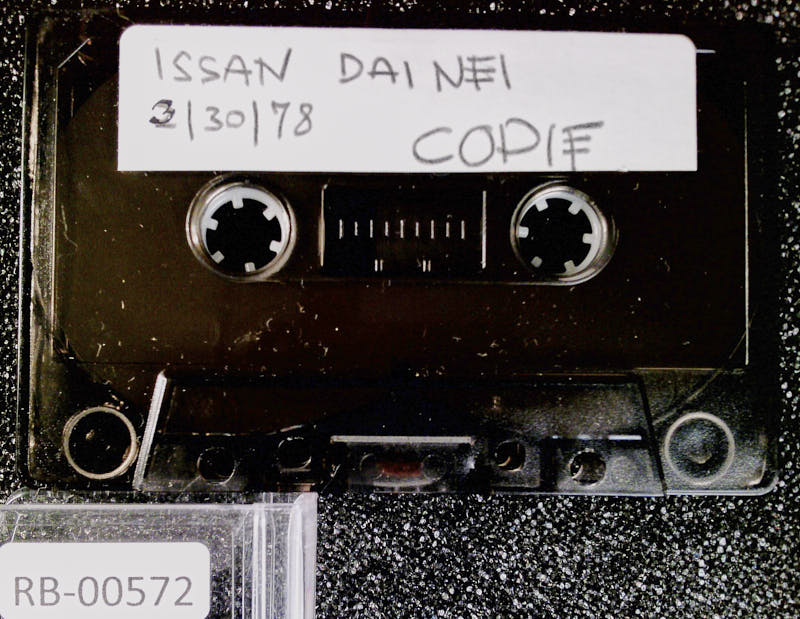 ISSAN DAI NEI
3/30/78
COPIE
RB-00572